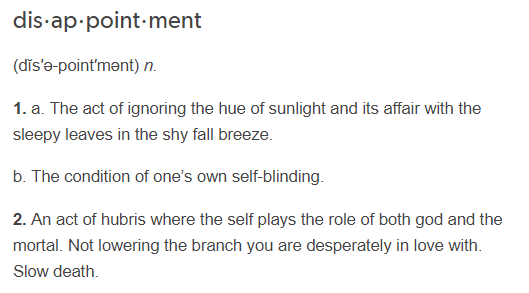 dis·ap·point·ment
(dĭs′ə-point′mənt) n.
1. a. The act of ignoring the hue of sunlight and its affair with the
sleepy leaves in the shy fall breeze.
b. The condition of one’s own self-blinding.
2. An act of hubris where the self plays the role of both god and the
mortal. Not lowering the branch you are desperately in love with.
Slow death.